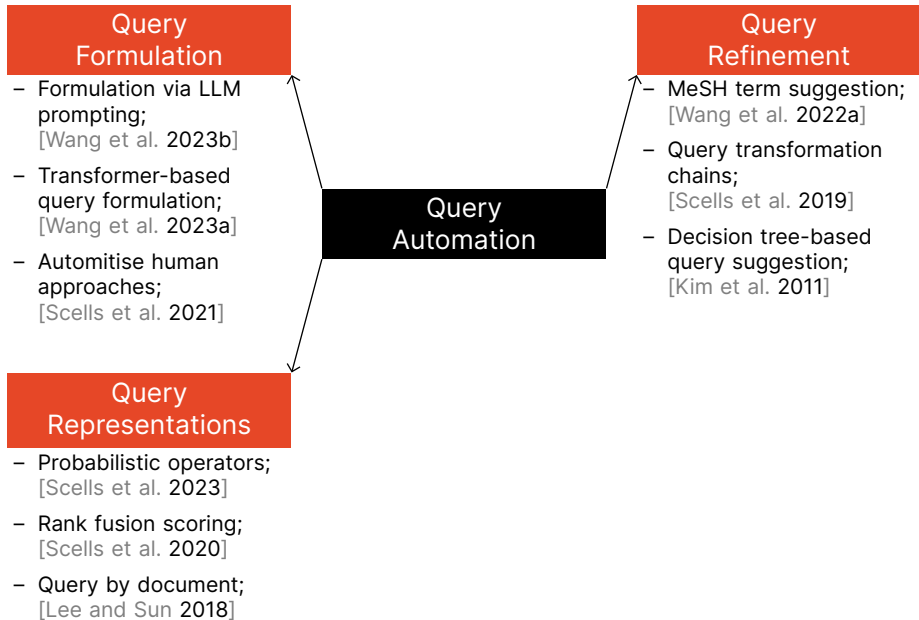 Query
Formulation
– Formulation via LLM
prompting;
[Wang et al. 2023b]
– Transformer-based
query formulation;
[Wang et al. 2023a]
– Automitise human
approaches;
[Scells et al. 2021]
Query
Refinement
– MeSH term suggestion;
[Wang et al. 2022a]
– Query transformation
chains;
[Scells et al. 2019]
– Decision tree-based
query suggestion;
[Kim et al. 2011]
Query
Automation
Query
Representations
– Probabilistic operators;
[Scells et al. 2023]
– Rank fusion scoring;
[Scells et al. 2020]
– Query by document;
[Lee and Sun 2018]